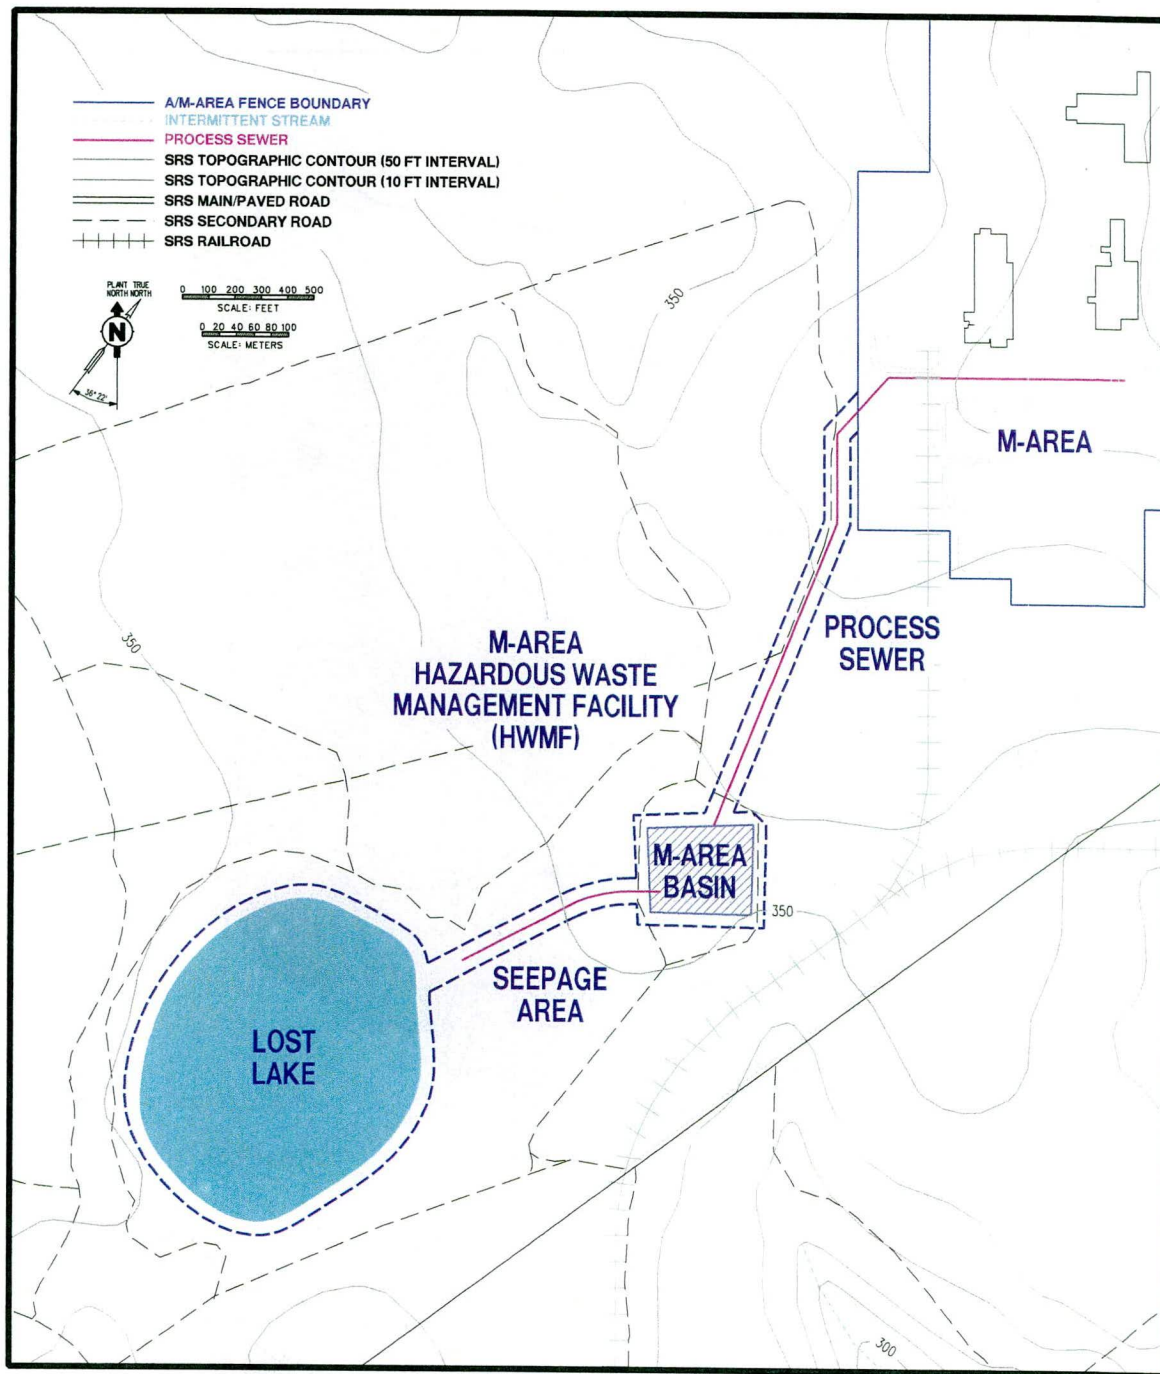 A/M-AREA FENCE BOUNDARY
INTERMITTENT STREAM
PROCESS SEWER
SRS TOPOGRAPHIC CONTOUR (50 FT INTERVAL)
SRS TOPOGRAPHIC CONTOUR (10 FT INTERVAL)
SRS MAIN/PAVED ROAD
SRS SECONDARY ROAD
SRS RAILROAD
PLANT TRUE
NORTH NORTH
N
36° 22'
0 100 200 300 400 500
SCALE: FEET
0 20 40 60 80 100
SCALE: METERS
350
M-AREA
PROCESS
SEWER
350
M-AREA
HAZARDOUS WASTE
MANAGEMENT FACILITY
(HWMF)
M-AREA
BASIN
350
SEEPAGE
AREA
LOST
LAKE
300